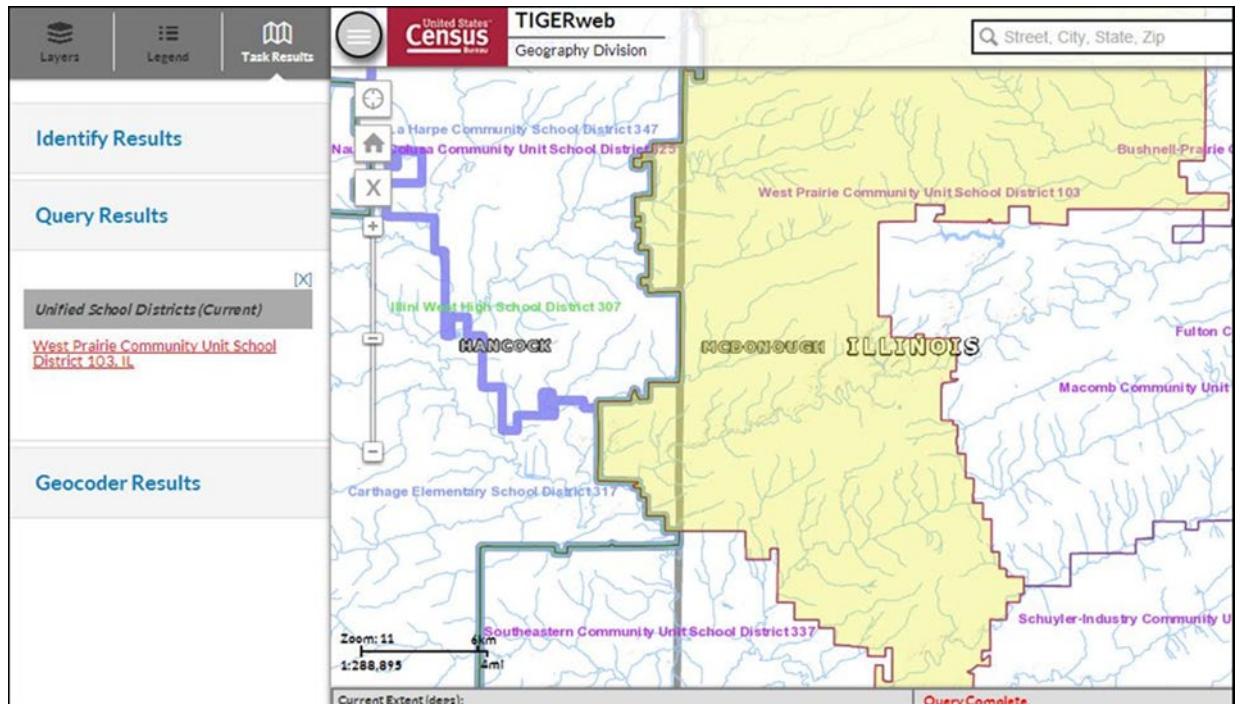 Layers
Legend
Task Results
United States
Census
Bureau
TIGERweb
Geography Division
Street, City, State, Zip
Identify Results
Query Results
[X]
Unified School Districts (Current)
West Prairie Community Unit School
District 103, IL
Geocoder Results
La Harpe Community School District 347
Community Unit School District 325
Bushnell-Prairie
West Prairie Community Unit School District 103
Illini West High School District 307
HANCOCK
MCDONOUGH
ILLINOIS
Fulton C
Macomb Community Unit
Carthage Elementary School District 317
Schuyler-Industry Community U
Southeastern Community Unit School District 337
X
Zoom: 11
6km
1:288,895
4mi
Current Extent (degs):
Query Complete